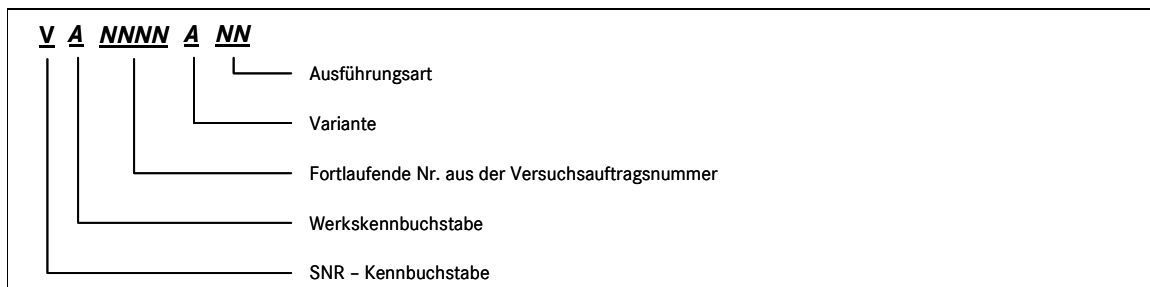 V A NNNN A NN
Ausführungsart
Variante
Fortlaufende Nr. aus der Versuchsauftragsnummer
Werkskennbuchstabe
SNR – Kennbuchstabe